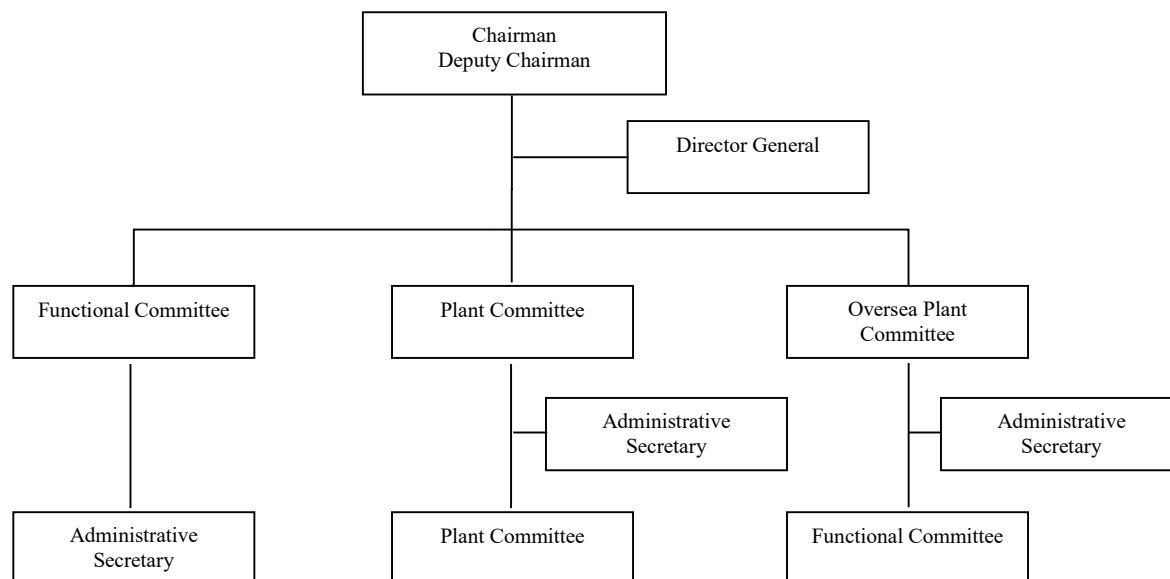 Chairman
Deputy Chairman
Director General
Functional Committee
Plant Committee
Oversea Plant
Committee
Administrative
Secretary
Administrative
Secretary
Administrative
Secretary
Plant Committee
Functional Committee